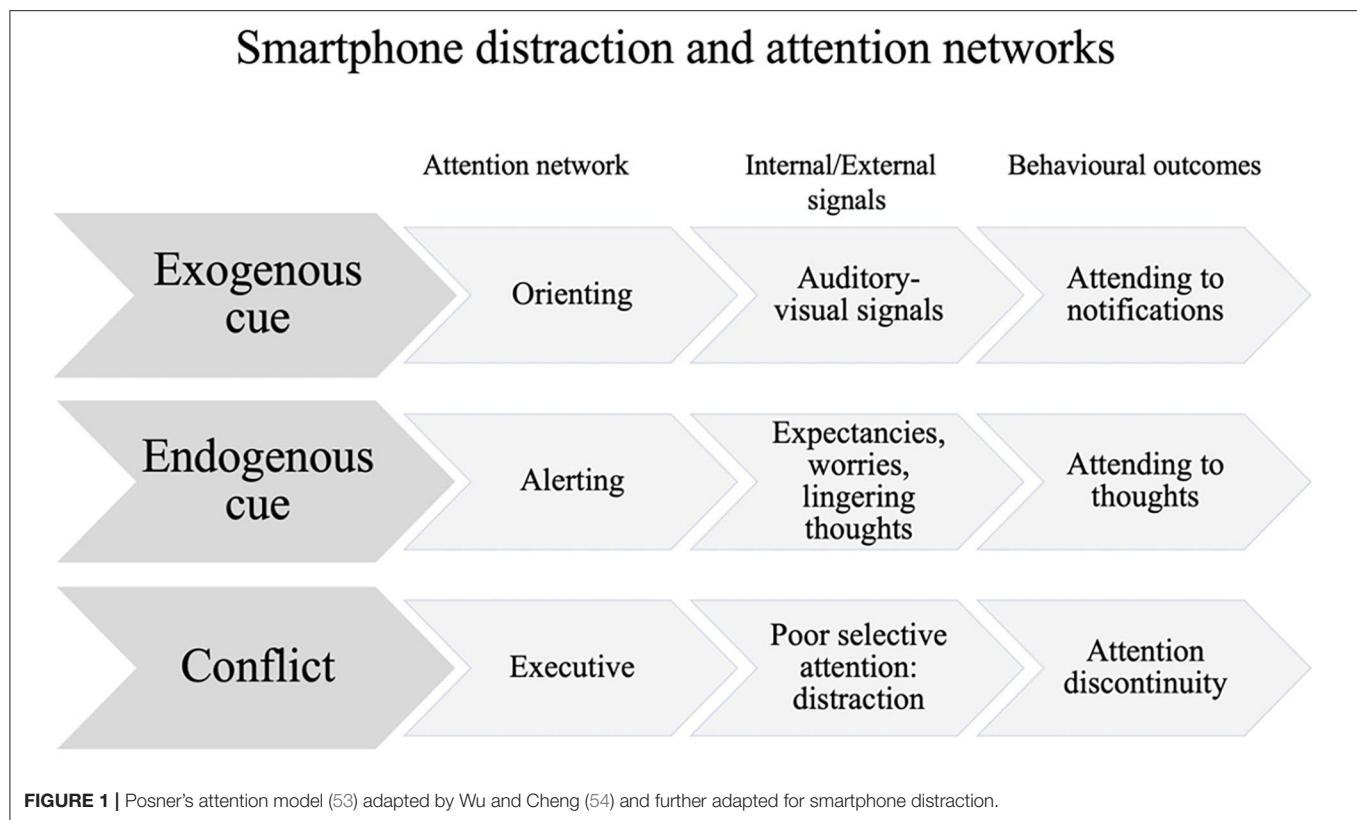 Smartphone distraction and attention networks
Attention network
Internal/External
signals
Behavioural outcomes
Exogenous
cue
Orienting
Auditory-
visual signals
Attending to
notifications
Endogenous
cue
Alerting
Expectancies,
worries,
lingering
thoughts
Attending to
thoughts
Conflict
Executive
Poor selective
attention:
distraction
Attention
discontinuity
FIGURE 1 | Posner's attention model (53) adapted by Wu and Cheng (54) and further adapted for smartphone distraction.